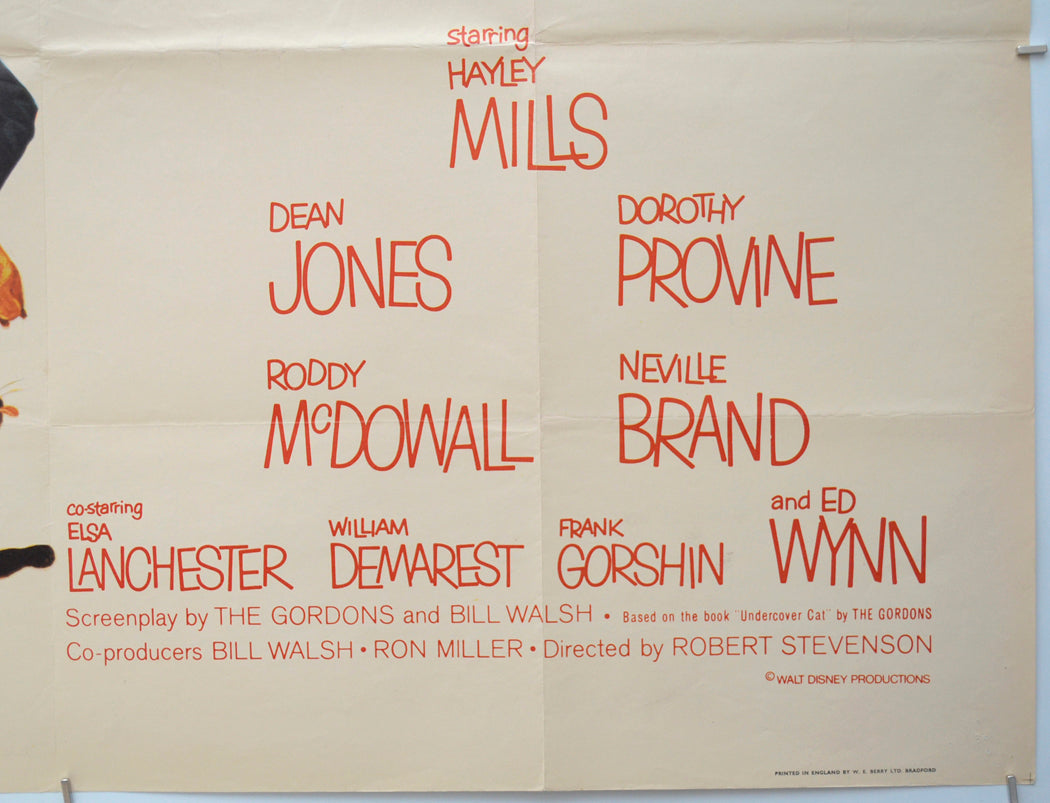 starring
HAYLEY
MILLS
DEAN
JONES
DOROTHY
PROVINE
RODDY
McDOWALL
NEVILLE
BRAND
co-starring
ELSA
LANCHESTER
WILLIAM
DEMAREST
FRANK
GORSHIN
and ED
WYNN
Screenplay by THE GORDONS and BILL WALSH • Based on the book "Undercover Cat" by THE GORDONS
Co-producers BILL WALSH • RON MILLER • Directed by ROBERT STEVENSON
© WALT DISNEY PRODUCTIONS
PRINTED IN ENGLAND BY W. E. BERRY LTD. BRADFORD